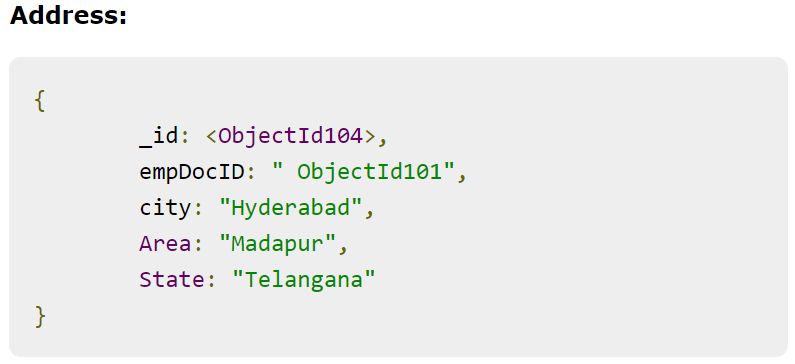 Address:
{
_id: <ObjectId104>,
empDocID: " ObjectId101",
city: "Hyderabad",
Area: "Madapur",
State: "Telangana"
}